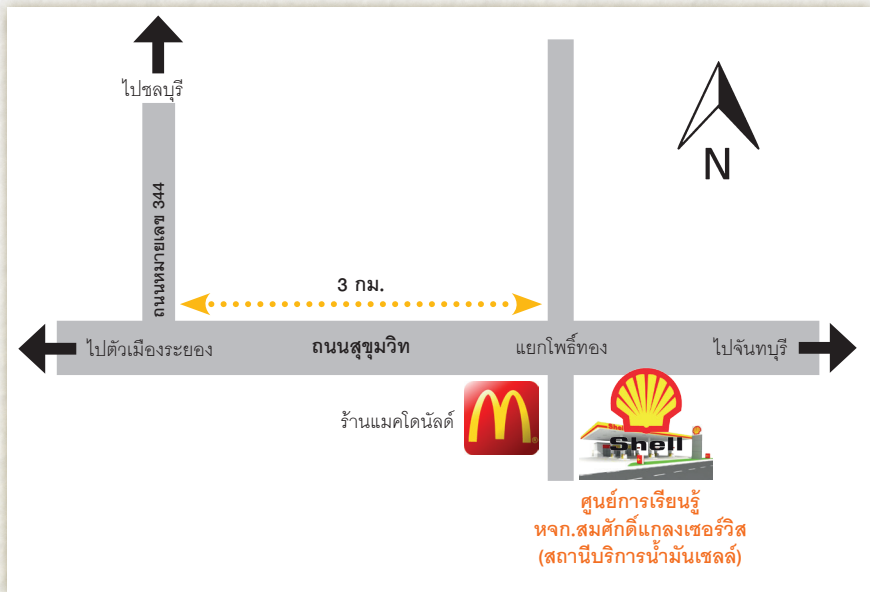 ไปชลบุรี
N
ถนนหมายเลข 344
3 กม.
ไปตัวเมืองระยอง
ถนนสุขุมวิท
แยกโพธิ์ทอง
ไปจันทบุรี
ร้านแมคโดนัลด์
Shell
Shell
ศูนย์การเรียนรู้
หจก.สมศักดิ์แกลงเซอร์วิส
(สถานีบริการน้ำมันเชลล์)